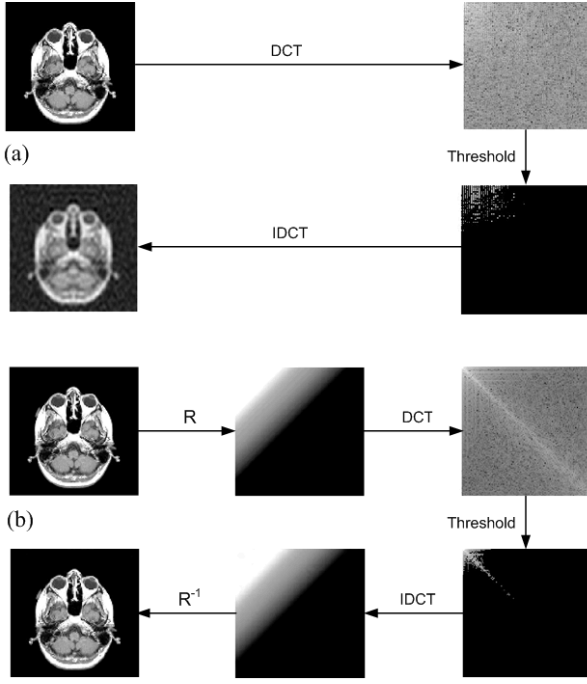 DCT
(a)
Threshold
IDCT
R
DCT
(b)
Threshold
R-1
IDCT